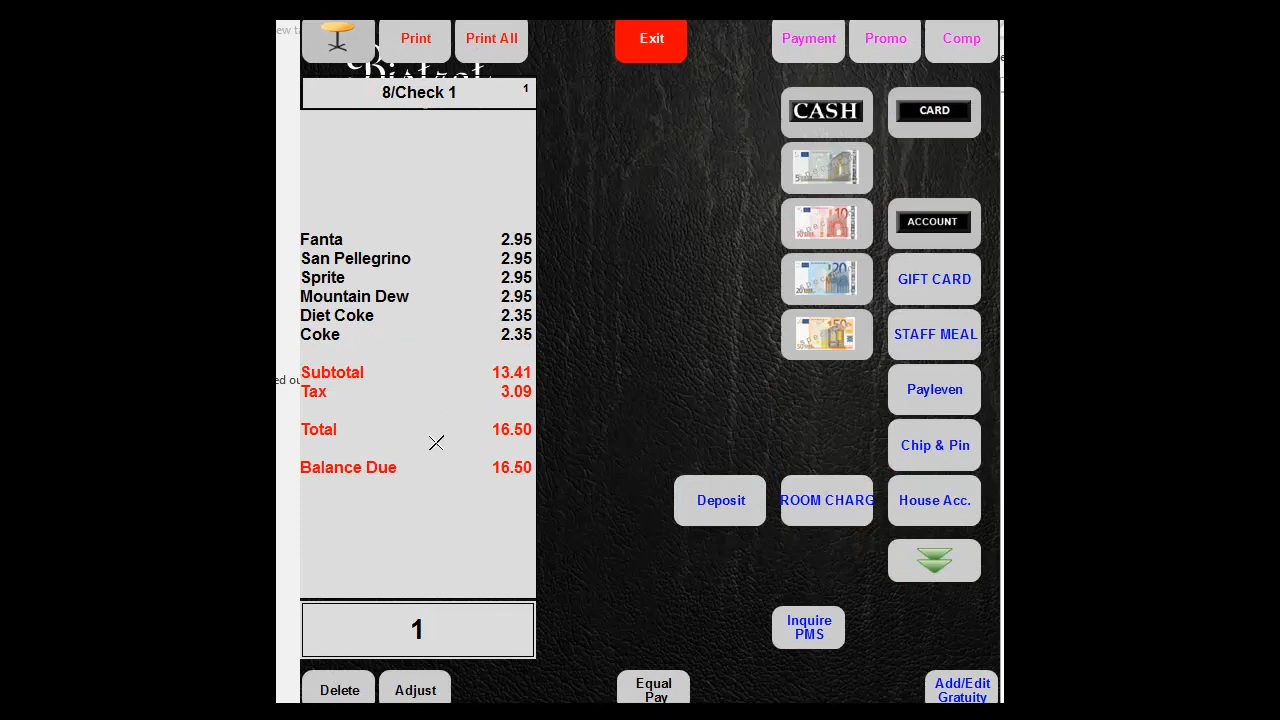 Print
Print All
Exit
Payment
Promo
Comp
Bistrot
8/Check 1
1
CASH
CARD
Fanta 2.95
San Pellegrino 2.95
Sprite 2.95
Mountain Dew 2.95
Diet Coke 2.35
Coke 2.35
Subtotal 13.41
Tax 3.09
Total 16.50
Balance Due 16.50
ACCOUNT
GIFT CARD
STAFF MEAL
Payleven
Chip & Pin
Deposit
ROOM CHARG
House Acc.
Inquire
PMS
1
Delete
Adjust
Equal
Pay
Add/Edit
Gratuity